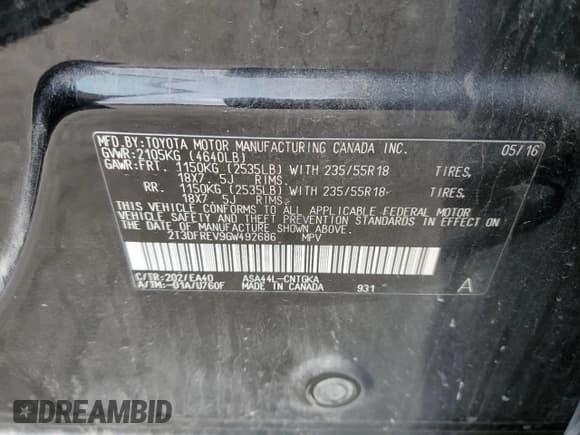 MFD.BY:TOYOTA MOTOR MANUFACTURING CANADA INC. 05/16
GVWR:2105KG (4640LB)
GAWR:FRT. 1150KG (2535LB) WITH 235/55R18 TIRES,
18X7.5J RIMS
RR. 1150KG (2535LB) WITH 235/55R18 TIRES,
18X7.5J RIMS
THIS VEHICLE CONFORMS TO ALL APPLICABLE FEDERAL MOTOR
VEHICLE SAFETY AND THEFT PREVENTION STANDARDS IN EFFECT ON
THE DATE OF MANUFACTURE SHOWN ABOVE.
2T3DFREV9GW492686 MPV
C/TR:202/EA40 ASA44L-CNTGKA
A/TM:-01A/U760F MADE IN CANADA 931 A
DREAMBID